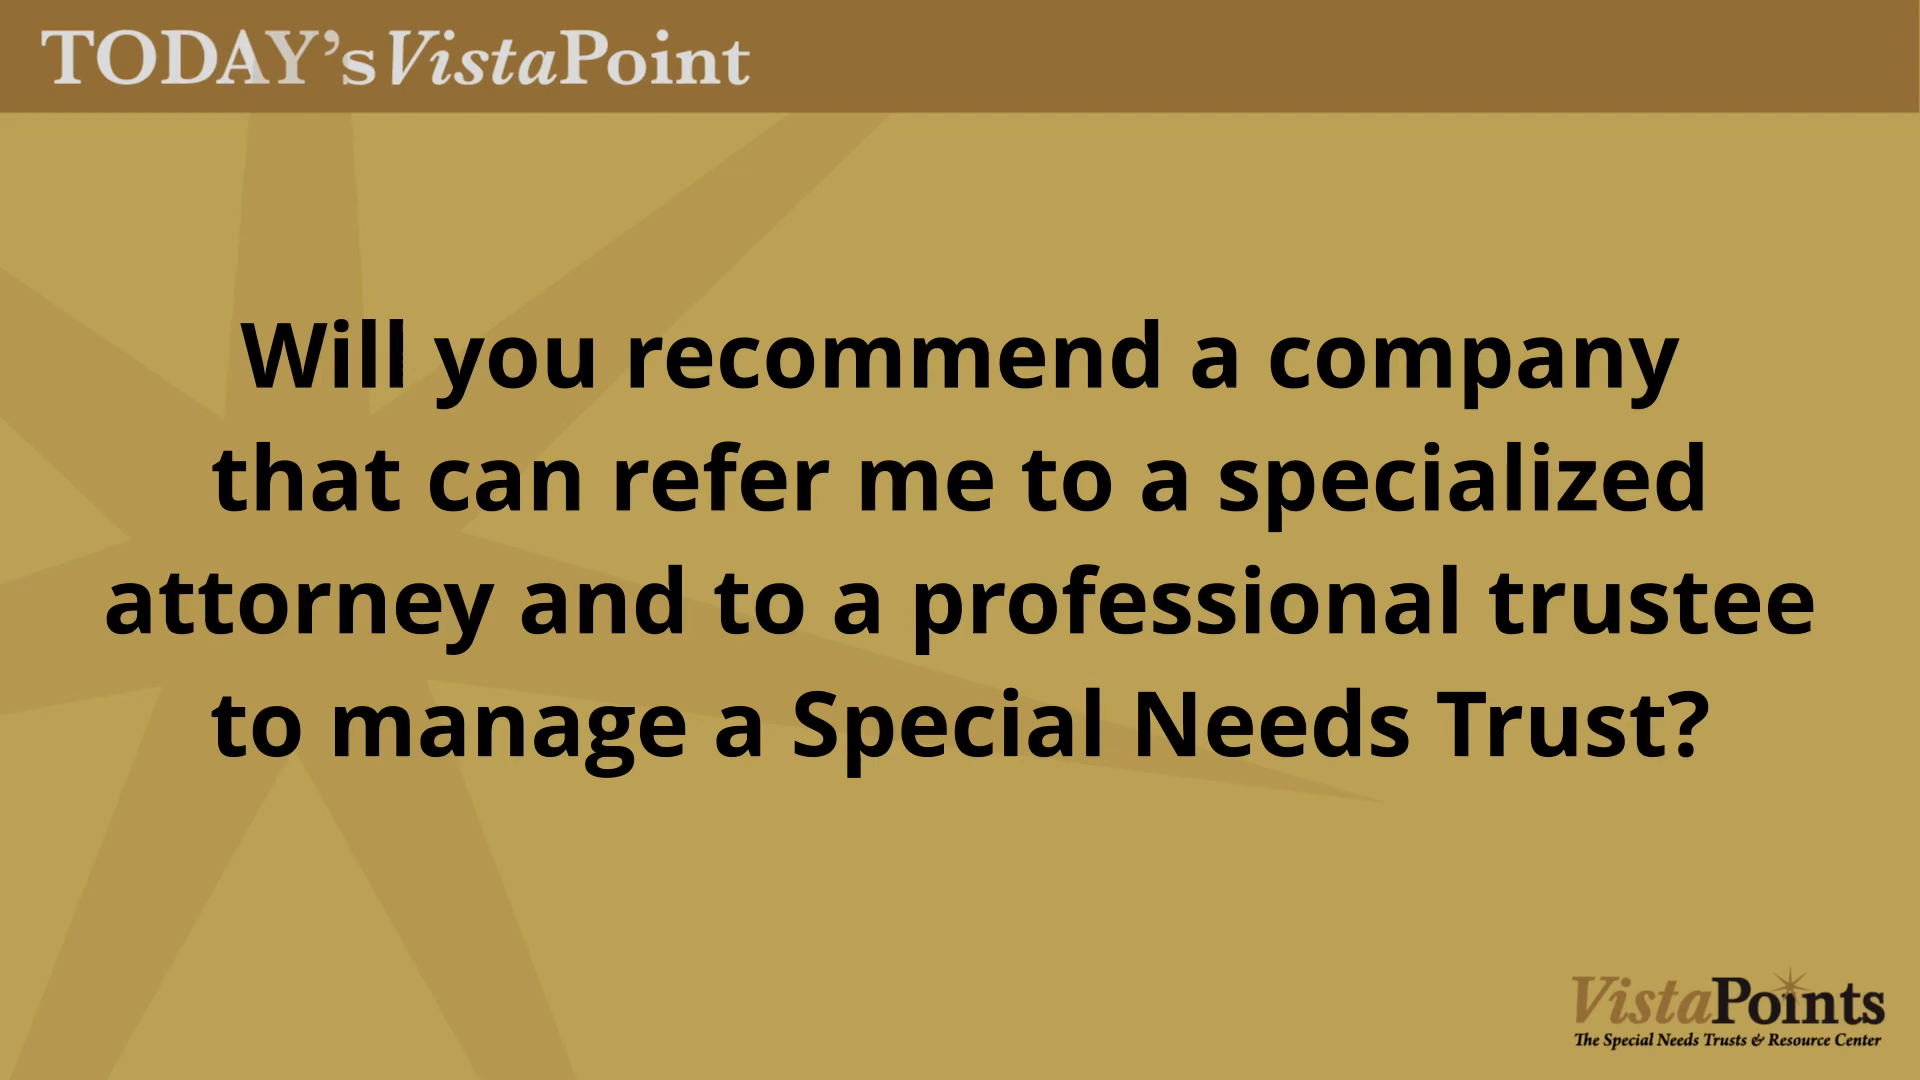 TODAY’s VistaPoint
Will you recommend a company
that can refer me to a specialized
attorney and to a professional trustee
to manage a Special Needs Trust?
VistaPoints
The Special Needs Trusts & Resource Center